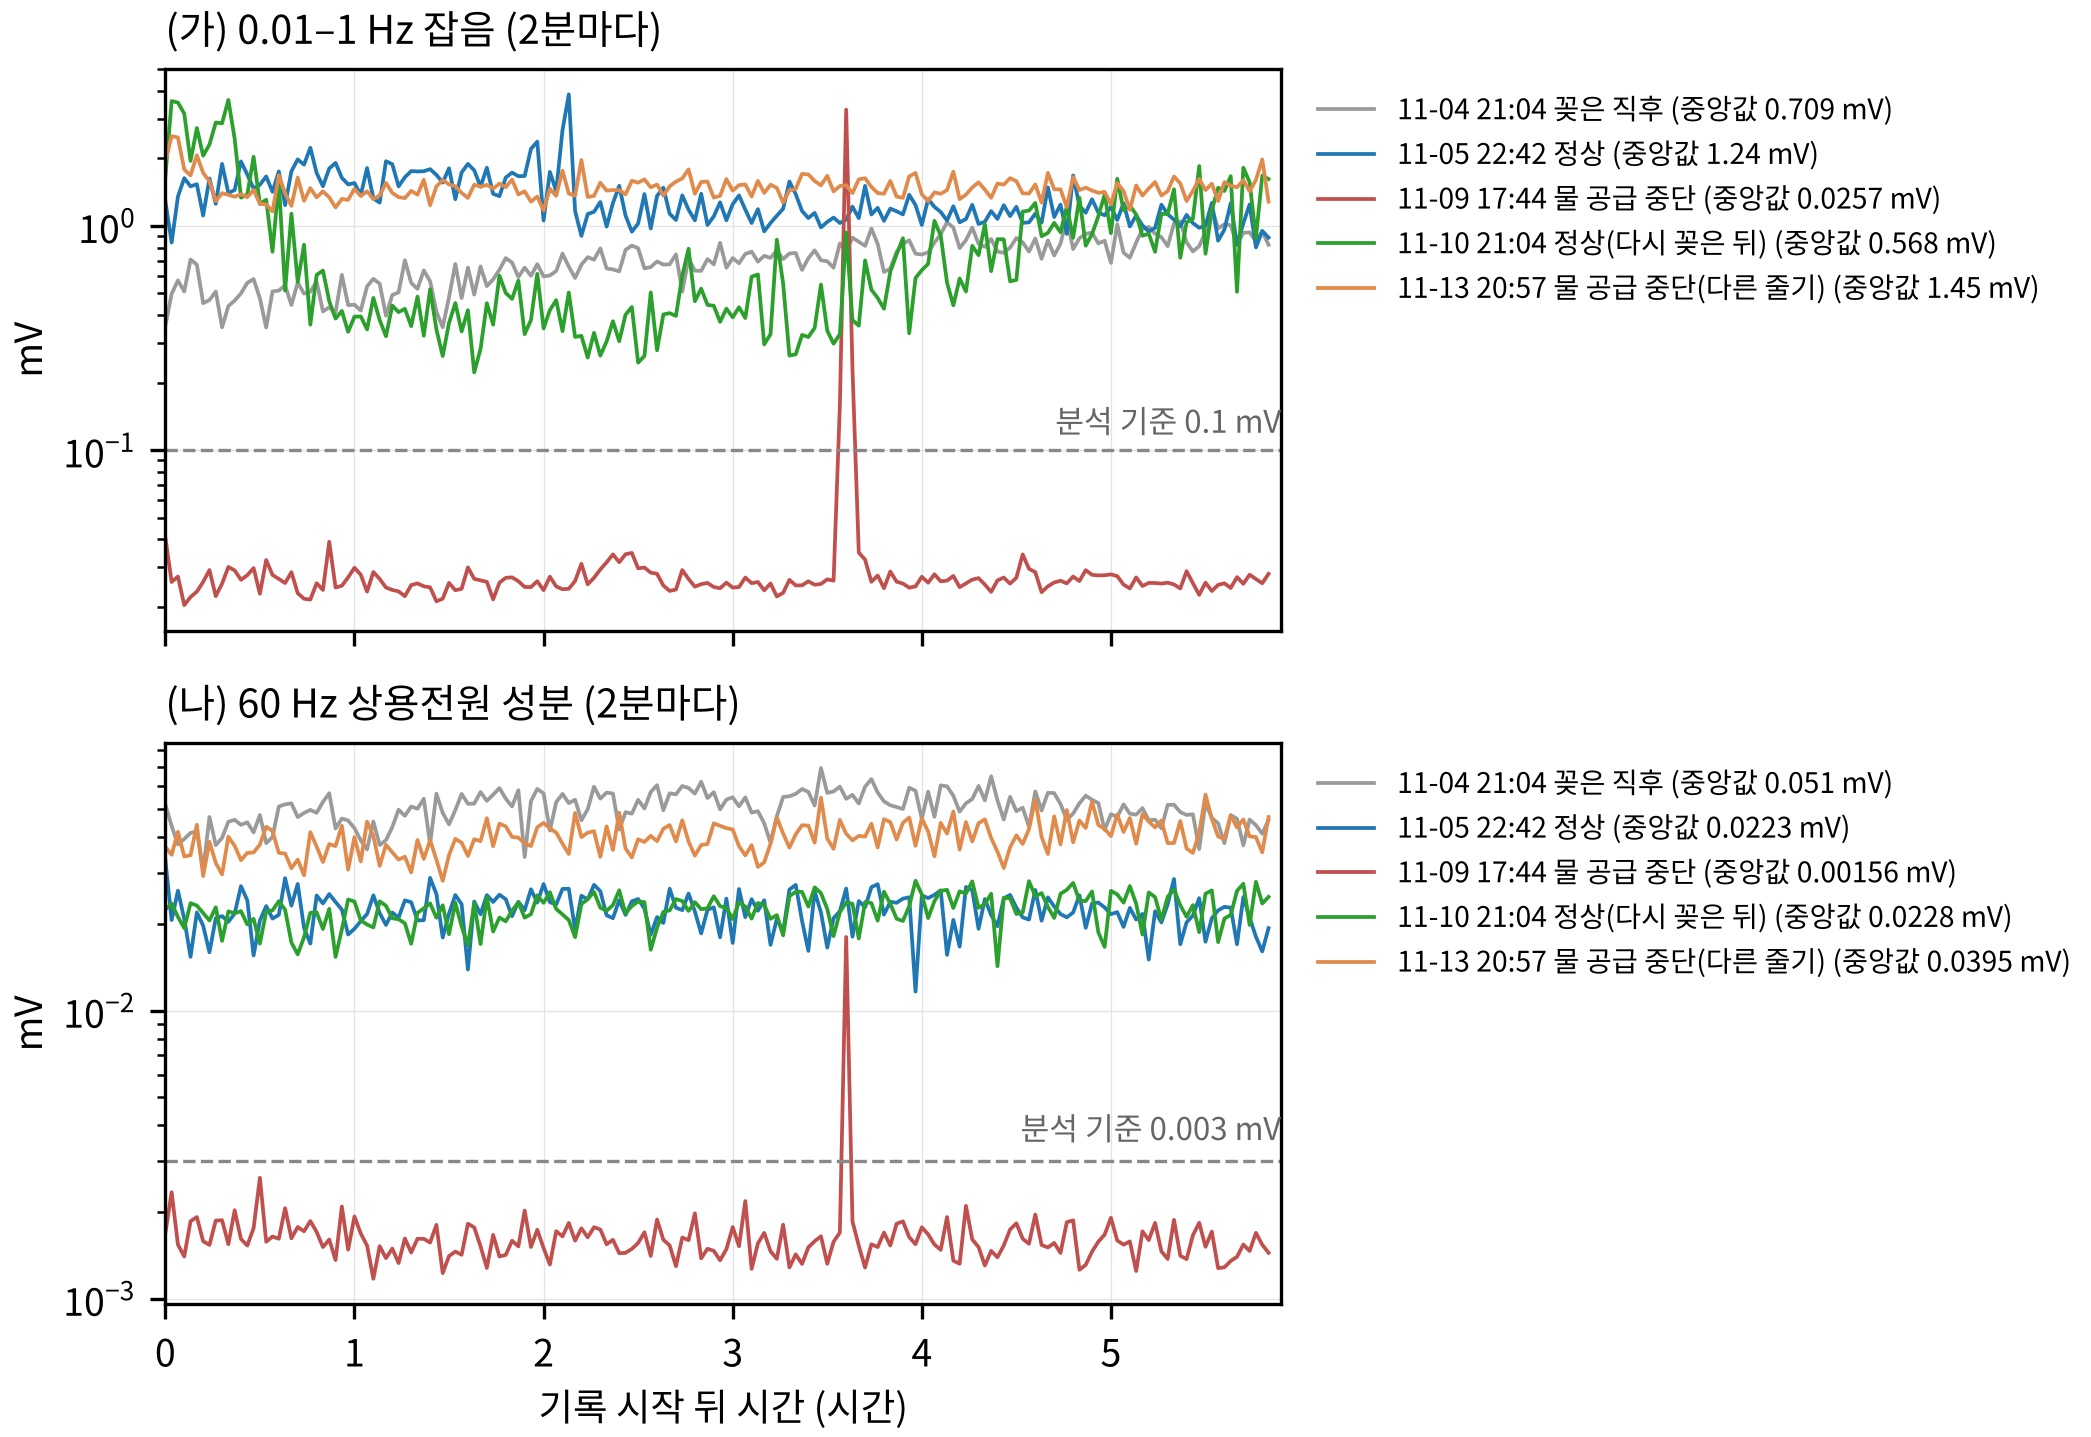 (가) 0.01–1 Hz 잡음 (2분마다)
mV
10⁰
10⁻¹
분석 기준 0.1 mV
11-04 21:04 꽂은 직후 (중앙값 0.709 mV)
11-05 22:42 정상 (중앙값 1.24 mV)
11-09 17:44 물 공급 중단 (중앙값 0.0257 mV)
11-10 21:04 정상(다시 꽂은 뒤) (중앙값 0.568 mV)
11-13 20:57 물 공급 중단(다른 줄기) (중앙값 1.45 mV)
(나) 60 Hz 상용전원 성분 (2분마다)
mV
10⁻²
10⁻³
분석 기준 0.003 mV
11-04 21:04 꽂은 직후 (중앙값 0.051 mV)
11-05 22:42 정상 (중앙값 0.0223 mV)
11-09 17:44 물 공급 중단 (중앙값 0.00156 mV)
11-10 21:04 정상(다시 꽂은 뒤) (중앙값 0.0228 mV)
11-13 20:57 물 공급 중단(다른 줄기) (중앙값 0.0395 mV)
0 1 2 3 4 5
기록 시작 뒤 시간 (시간)